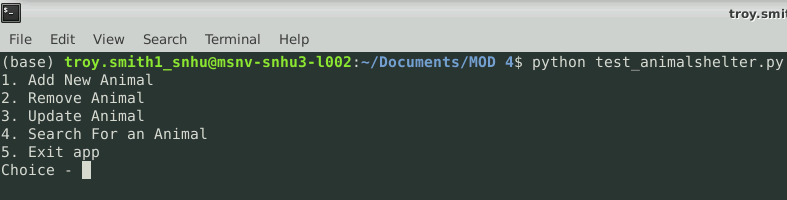 troy.smi
File Edit View Search Terminal Help
(base) troy.smith1_snhu@msnv-snhu3-l002:~/Documents/MOD 4$ python test_animalshelter.py
1. Add New Animal
2. Remove Animal
3. Update Animal
4. Search For an Animal
5. Exit app
Choice -